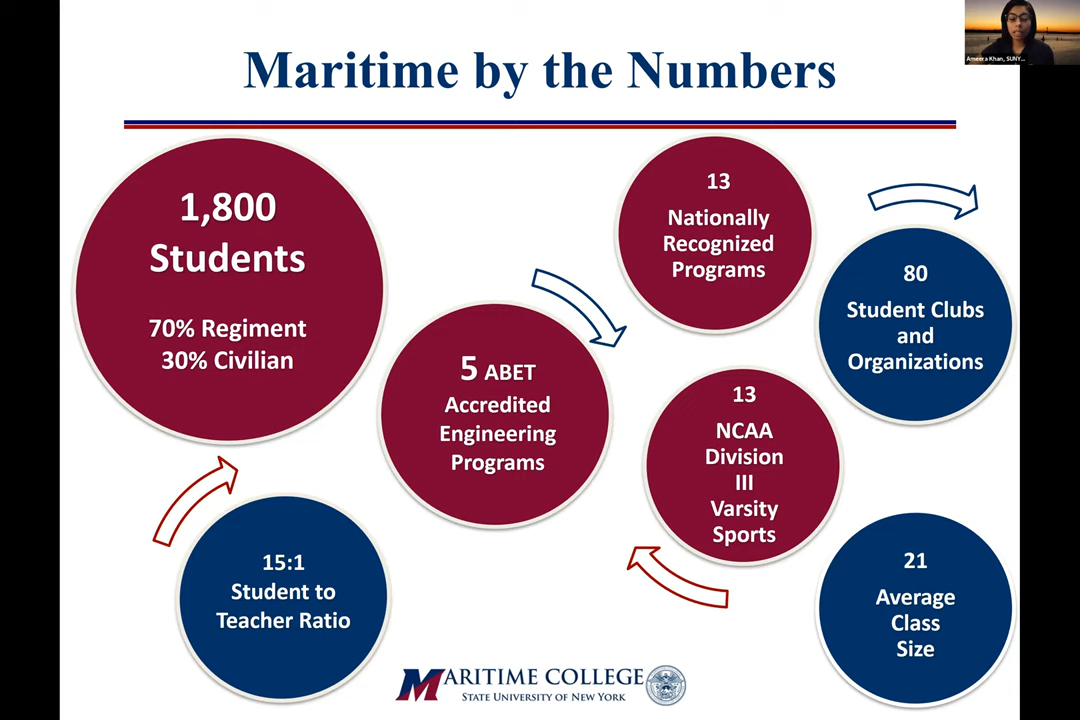 Maritime by the Numbers
Ameera Khan, SUNY...
1,800
Students
70% Regiment
30% Civilian
15:1
Student to
Teacher Ratio
5 ABET
Accredited
Engineering
Programs
13
Nationally
Recognized
Programs
13
NCAA
Division
III
Varsity
Sports
80
Student Clubs
and
Organizations
21
Average
Class
Size
MARITIME COLLEGE
STATE UNIVERSITY OF NEW YORK